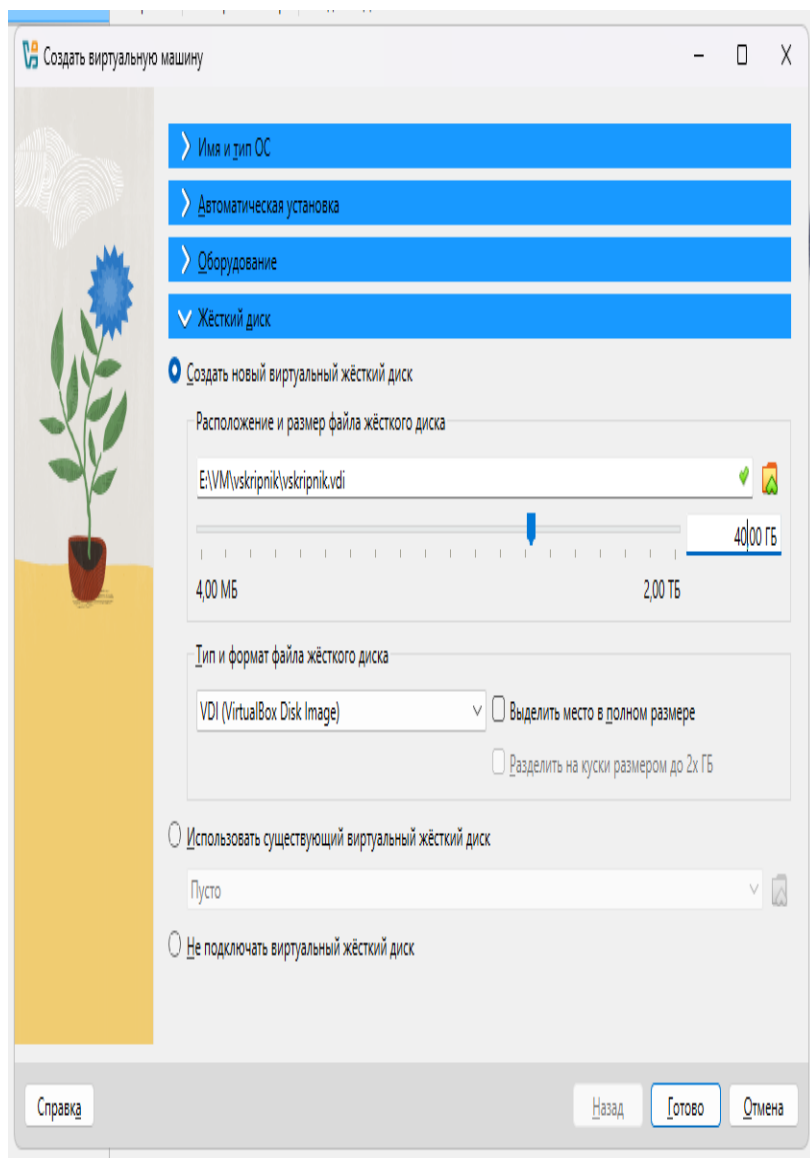 Создать виртуальную машину
Имя и тип ОС
Автоматическая установка
Оборудование
Жёсткий диск
Создать новый виртуальный жёсткий диск
Расположение и размер файла жёсткого диска
E:\VM\vskripnik\vskripnik.vdi
40,00 ГБ
4,00 МБ 2,00 ТБ
Тип и формат файла жёсткого диска
VDI (VirtualBox Disk Image) Выделить место в полном размере
Разделить на куски размером до 2х ГБ
Использовать существующий виртуальный жёсткий диск
Пусто
Не подключать виртуальный жёсткий диск
Справка Назад Готово Отмена